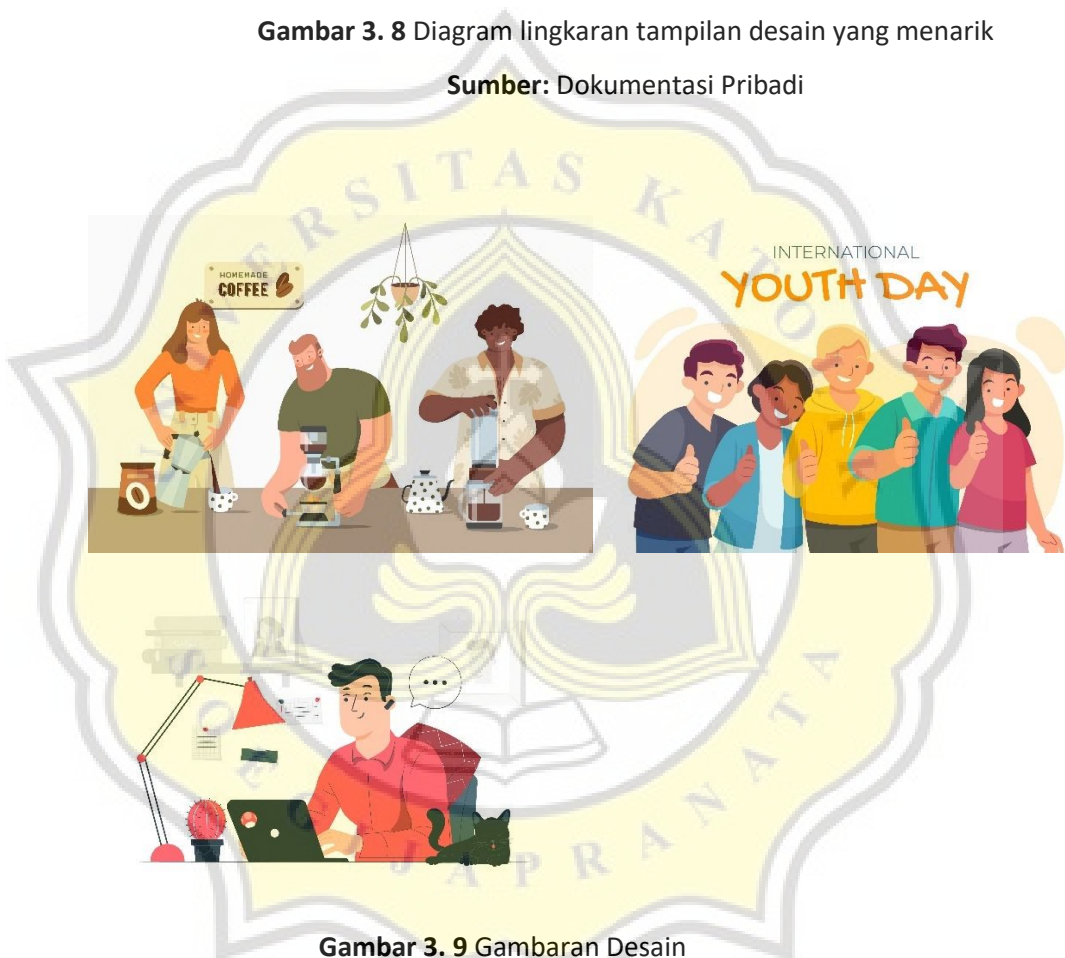 Gambar 3. 8 Diagram lingkaran tampilan desain yang menarik
Sumber: Dokumentasi Pribadi
HOMEMADE
COFFEE
INTERNATIONAL
YOUTH DAY
Gambar 3. 9 Gambaran Desain